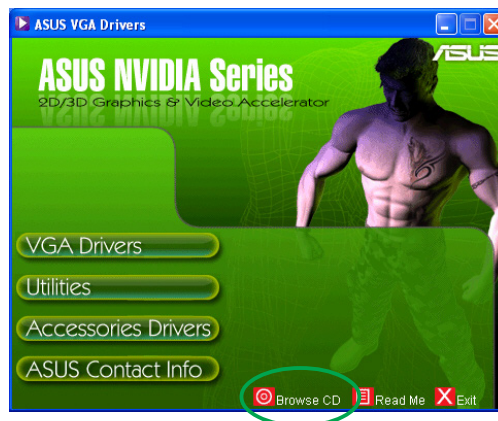 ASUS VGA Drivers
ASUS
ASUS NVIDIA Series
2D/3D Graphics & Video Accelerator
VGA Drivers
Utilities
Accessories Drivers
ASUS Contact Info
Browse CD Read Me Exit